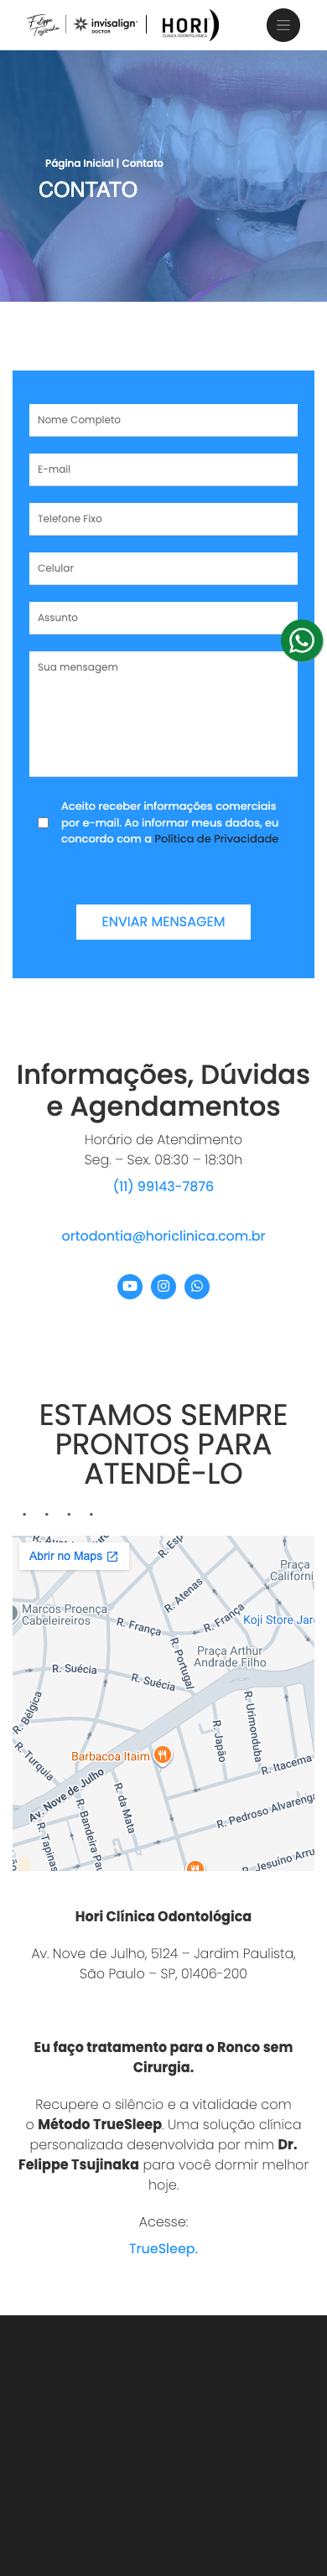 Felippe Tsujinaka
invisalign
DOCTOR
HORI
CLÍNICA ODONTOLÓGICA
Página Inicial | Contato
CONTATO
Nome Completo
E-mail
Telefone Fixo
Celular
Assunto
Sua mensagem
Aceito receber informações comerciais
por e-mail. Ao informar meus dados, eu
concordo com a Política de Privacidade
ENVIAR MENSAGEM
Informações, Dúvidas
e Agendamentos
Horário de Atendimento
Seg. – Sex. 08:30 – 18:30h
(11) 99143-7876
ortodontia@horiclinica.com.br
ESTAMOS SEMPRE
PRONTOS PARA
ATENDÊ-LO
Abrir no Maps
R. Atenas
Praça
Califórni
Marcos Proença
Cabeleireiros
R. França
R. França
Koji Store Jar
R. Portugal
Praça Arthur
Andrade Filho
R. Suécia
R. Suécia
R. Bélgica
R. Japão
R. Urimonduba
R. Turquia
Barbacoa Itaim
R. Itacema
Av. Nove de Julho
R. da Mata
R. Pedroso Alvarenga
R. Bandeira Pau
R. Tapinas
R. Jesuíno Arru
Hori Clínica Odontológica
Av. Nove de Julho, 5124 – Jardim Paulista,
São Paulo – SP, 01406-200
Eu faço tratamento para o Ronco sem
Cirurgia.
Recupere o silêncio e a vitalidade com
o Método TrueSleep. Uma solução clínica
personalizada desenvolvida por mim Dr.
Felippe Tsujinaka para você dormir melhor
hoje.
Acesse:
TrueSleep.